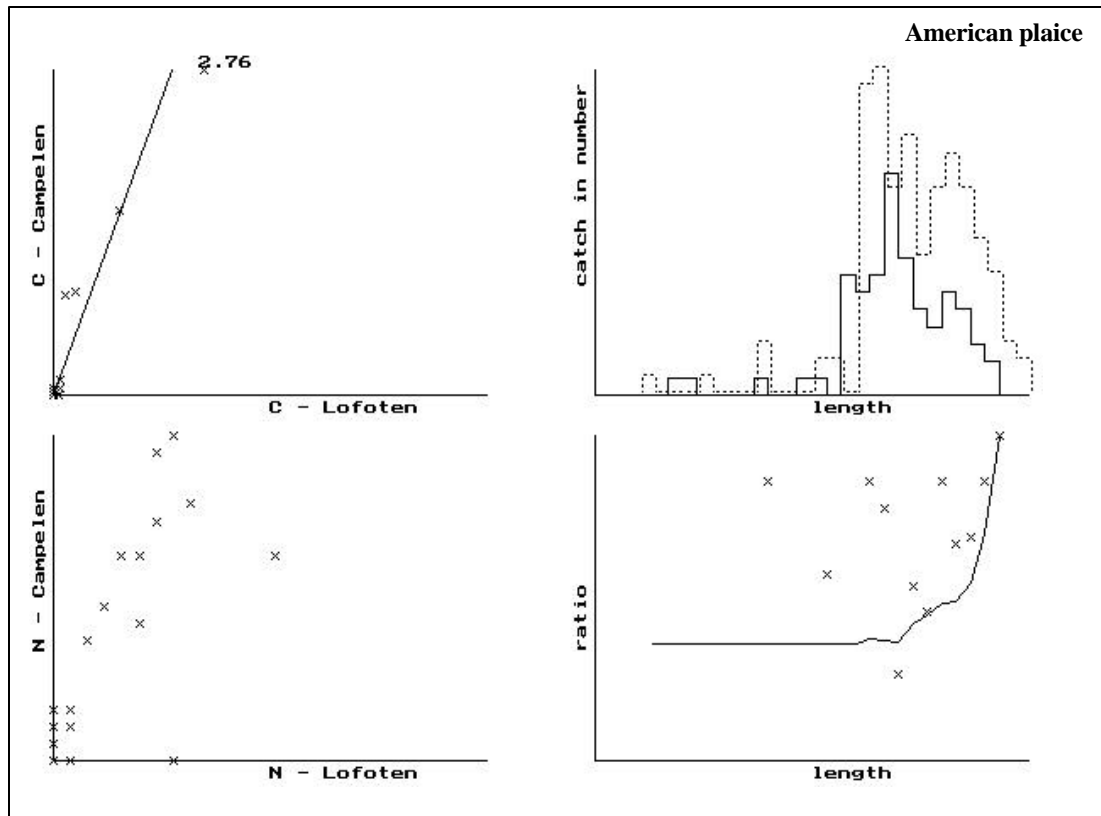 American plaice
2.76
C - Campelen
C - Lofoten
catch in number
length
N - Campelen
N - Lofoten
ratio
length